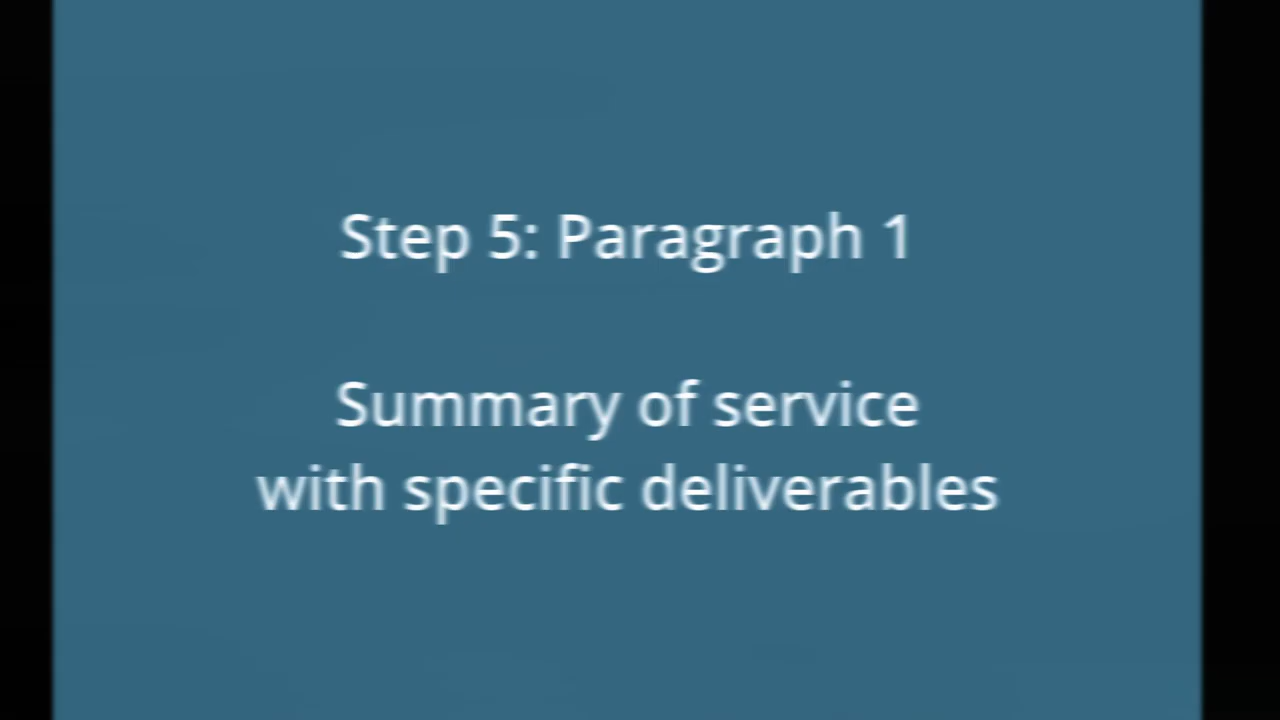 Step 5: Paragraph 1
Summary of service
with specific deliverables